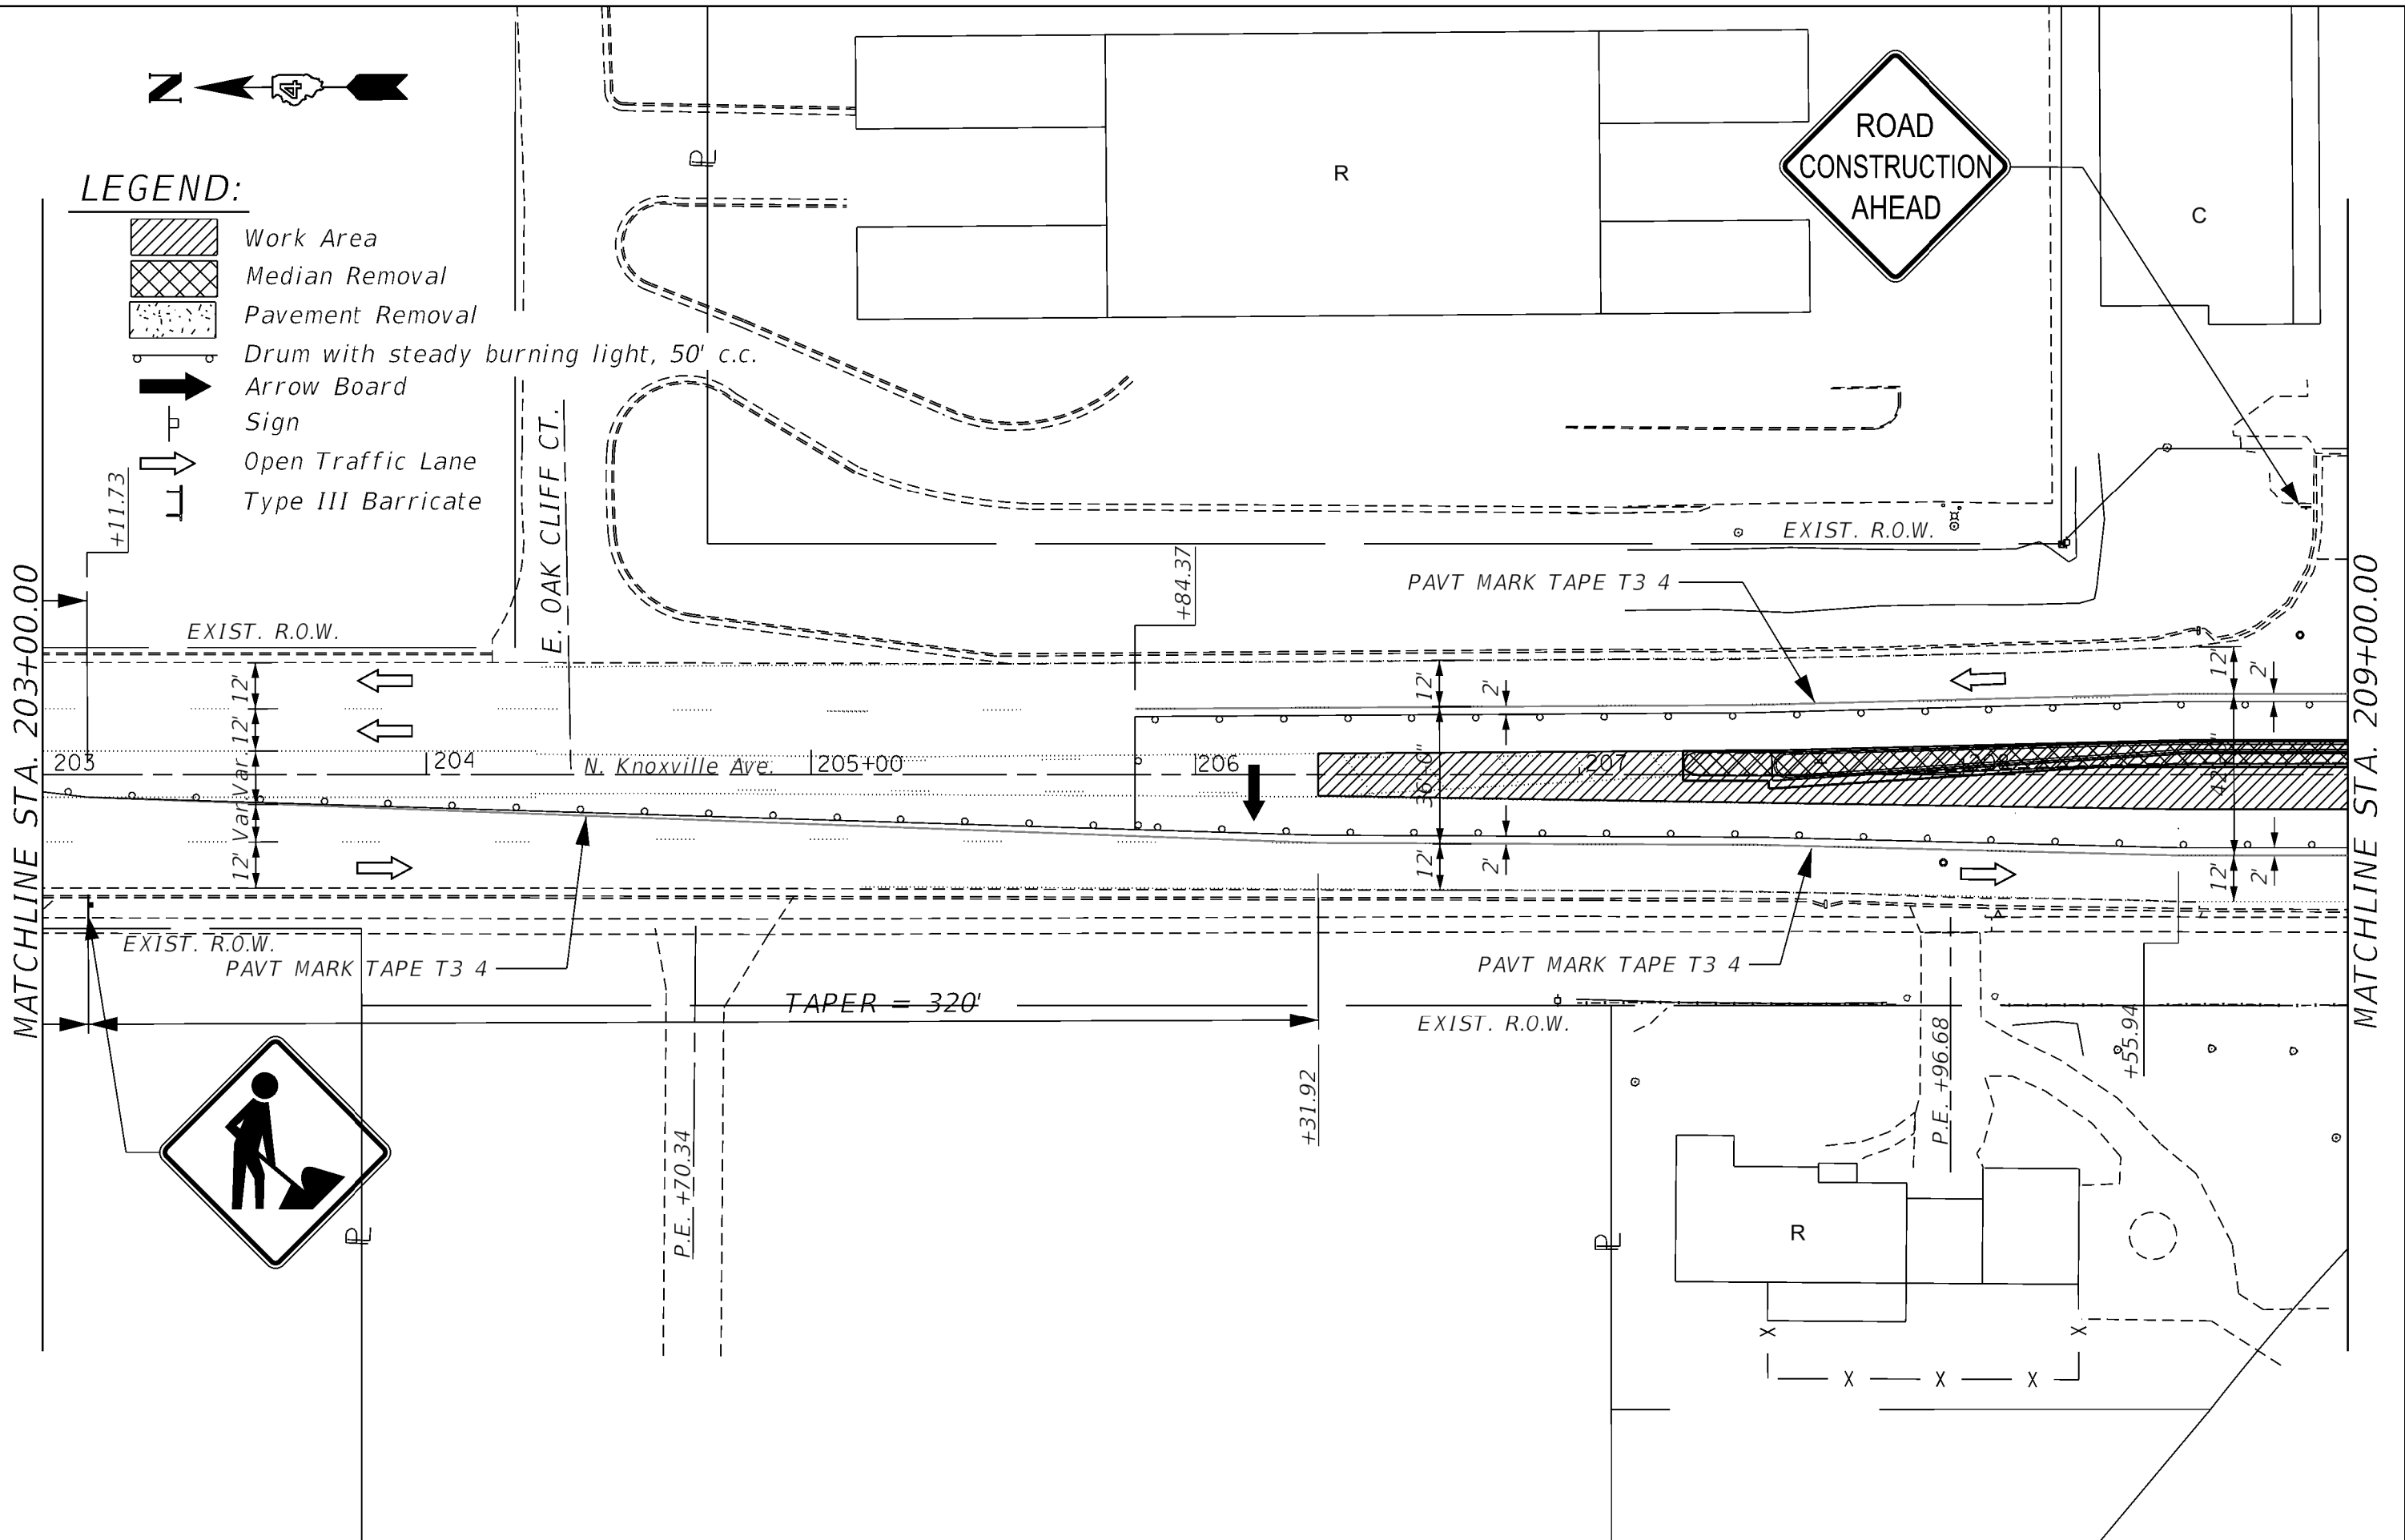 N
4
LEGEND:
Work Area
Median Removal
Pavement Removal
Drum with steady burning light, 50' c.c.
Arrow Board
Sign
Open Traffic Lane
Type III Barricate
ROAD
CONSTRUCTION
AHEAD
R
C
PL
E. OAK CLIFF CT.
+11.73
+84.37
EXIST. R.O.W.
PAVT MARK TAPE T3 4
EXIST. R.O.W.
MATCHLINE STA. 203+00.00
MATCHLINE STA. 209+00.00
12'
12'
Var.
Var.
12'
12'
2'
12'
2'
203
204
N. Knoxville Ave.
205+00
206
207
36'-0"
12'
2'
12'
2'
EXIST. R.O.W.
PAVT MARK TAPE T3 4
PAVT MARK TAPE T3 4
TAPER = 320'
EXIST. R.O.W.
+31.92
P.E. +70.34
P.E. +96.68
+55.94
PL
PL
R
X
X
X
X
X